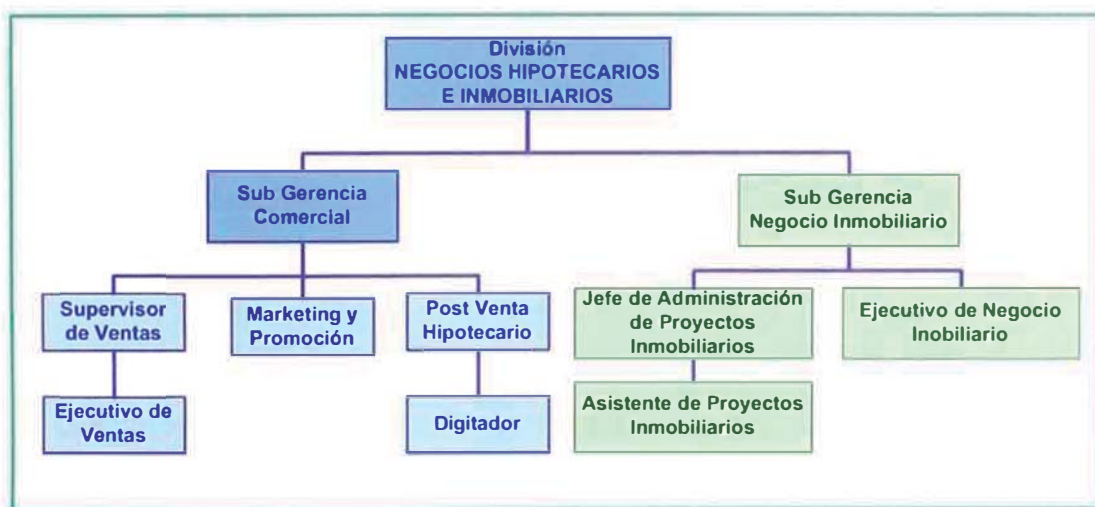 División
NEGOCIOS HIPOTECARIOS
E INMOBILIARIOS
Sub Gerencia
Comercial
Sub Gerencia
Negocio Inmobiliario
Supervisor
de Ventas
Marketing y
Promoción
Post Venta
Hipotecario
Jefe de Administración
de Proyectos
Inmobiliarios
Ejecutivo de Negocio
Inobiliario
Ejecutivo de
Ventas
Digitador
Asistente de Proyectos
Inmobiliarios